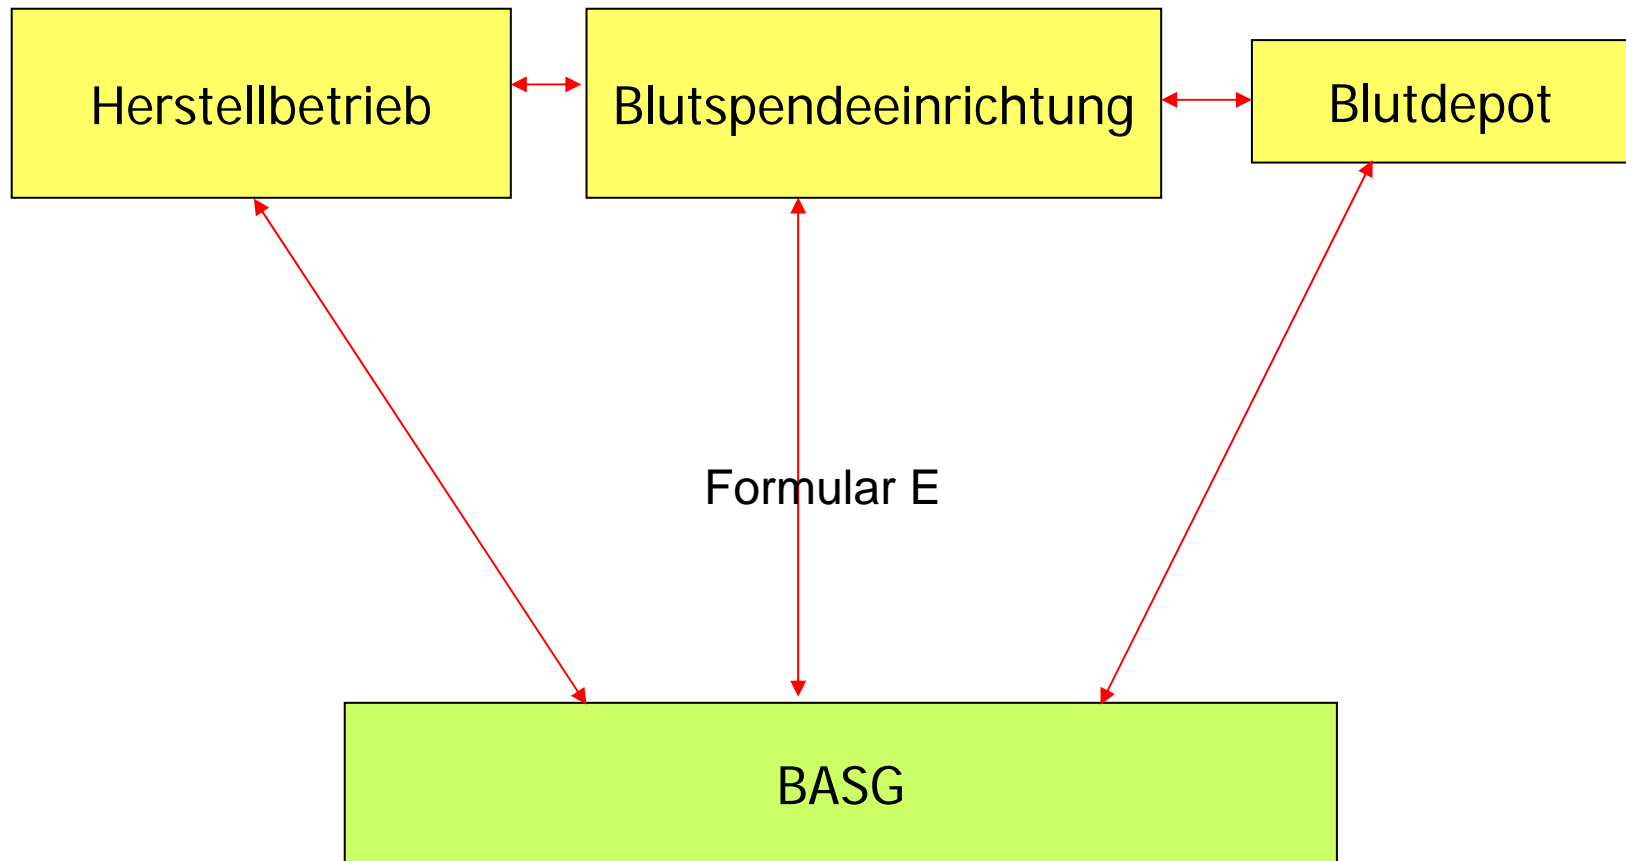 Herstellbetrieb
Blutspendeeinrichtung
Blutdepot
Formular E
BASG